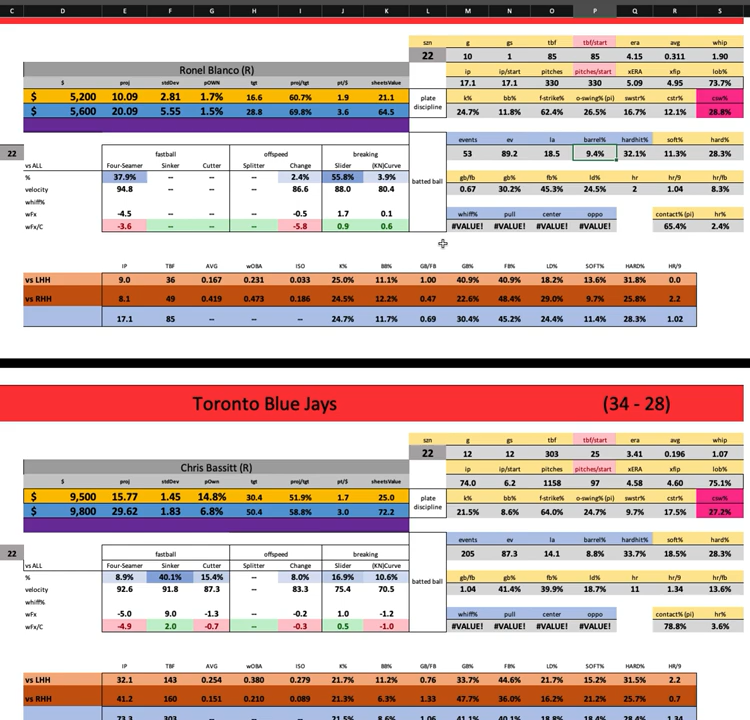 C D E F G H I J K L M N O P Q R S
szn g gs tbf tbf/start era avg whip
22 10 1 85 85 4.15 0.311 1.90
Ronel Blanco (R) ip ip/start pitches pitches/start xERA xfip lob%
$ proj stdDev pOWN tgt proj/tgt pt/$ sheetsValue 17.1 17.1 330 330 5.09 4.95 73.7%
$ 5,200 10.09 2.81 1.7% 16.6 60.7% 1.9 21.1 plate discipline k% bb% f-strike% o-swing% (pi) swstr% cstr% csw%
$ 5,600 20.09 5.55 1.5% 28.8 69.8% 3.6 64.5 24.7% 11.8% 62.4% 26.5% 16.7% 12.1% 28.8%
events ev la barrel% hardhit% soft% hard%
22 fastball offspeed breaking 53 89.2 18.5 9.4% 32.1% 11.3% 28.3%
vs ALL Four-Seamer Sinker Cutter Splitter Change Slider (KN)Curve
% 37.9% -- 2.4% 55.8% 3.9% batted ball gb/fb gb% fb% ld% hr hr/9 hr/fb
velocity 94.8 86.6 88.0 80.4 0.67 30.2% 45.3% 24.5% 2 1.04 8.3%
whiff%
wFx -4.5 -0.5 1.7 0.1 whiff% pull center oppo contact% (pi) hr%
wFx/C -3.6 -5.8 0.9 0.6 #VALUE! #VALUE! #VALUE! #VALUE! 65.4% 2.4%
IP TBF AVG wOBA ISO K% BB% GB/FB GB% FB% LD% SOFT% HARD% HR/9
vs LHH 9.0 36 0.167 0.231 0.033 25.0% 11.1% 1.00 40.9% 40.9% 18.2% 13.6% 31.8% 0.0
vs RHH 8.1 49 0.419 0.473 0.186 24.5% 12.2% 0.47 22.6% 48.4% 29.0% 9.7% 25.8% 2.2
17.1 85 -- -- -- 24.7% 11.7% 0.69 30.4% 45.2% 24.4% 11.4% 28.3% 1.02
Toronto Blue Jays (34 - 28)
szn g gs tbf tbf/start era avg whip
22 12 12 303 25 3.41 0.196 1.07
Chris Bassitt (R) ip ip/start pitches pitches/start xERA xfip lob%
$ proj stdDev pOwn tgt proj/tgt pt/$ sheetsValue 74.0 6.2 1158 97 4.58 4.60 75.1%
$ 9,500 15.77 1.45 14.8% 30.4 51.9% 1.7 25.0 plate discipline k% bb% f-strike% o-swing% (pi) swstr% cstr% csw%
$ 9,800 29.62 1.83 6.8% 50.4 58.8% 3.0 72.2 21.5% 8.6% 64.0% 24.7% 9.7% 17.5% 27.2%
events ev la barrel% hardhit% soft% hard%
22 fastball offspeed breaking 205 87.3 14.1 8.8% 33.7% 18.5% 28.3%
vs ALL Four-Seamer Sinker Cutter Splitter Change Slider (KN)Curve
% 8.9% 40.1% 15.4% -- 8.0% 16.9% 10.6% batted ball gb/fb gb% fb% ld% hr hr/9 hr/fb
velocity 92.6 91.8 87.3 83.3 75.4 70.5 1.04 41.4% 39.9% 18.7% 11 1.34 13.6%
whiff%
wFx -5.0 9.0 -1.3 -0.2 1.0 -1.2 whiff% pull center oppo contact% (pi) hr%
wFx/C -4.9 2.0 -0.7 -0.3 0.5 -1.0 #VALUE! #VALUE! #VALUE! #VALUE! 78.8% 3.6%
IP TBF AVG wOBA ISO K% BB% GB/FB GB% FB% LD% SOFT% HARD% HR/9
vs LHH 32.1 143 0.254 0.380 0.279 21.7% 11.2% 0.76 33.7% 44.6% 21.7% 15.2% 31.5% 2.2
vs RHH 41.2 160 0.151 0.210 0.089 21.3% 6.3% 1.33 47.7% 36.0% 16.2% 21.2% 25.7% 0.7
73.3 303 -- -- -- 21.5% 8.6% 1.06 41.1% 40.1% 18.8% 18.4% 28.4% 1.34